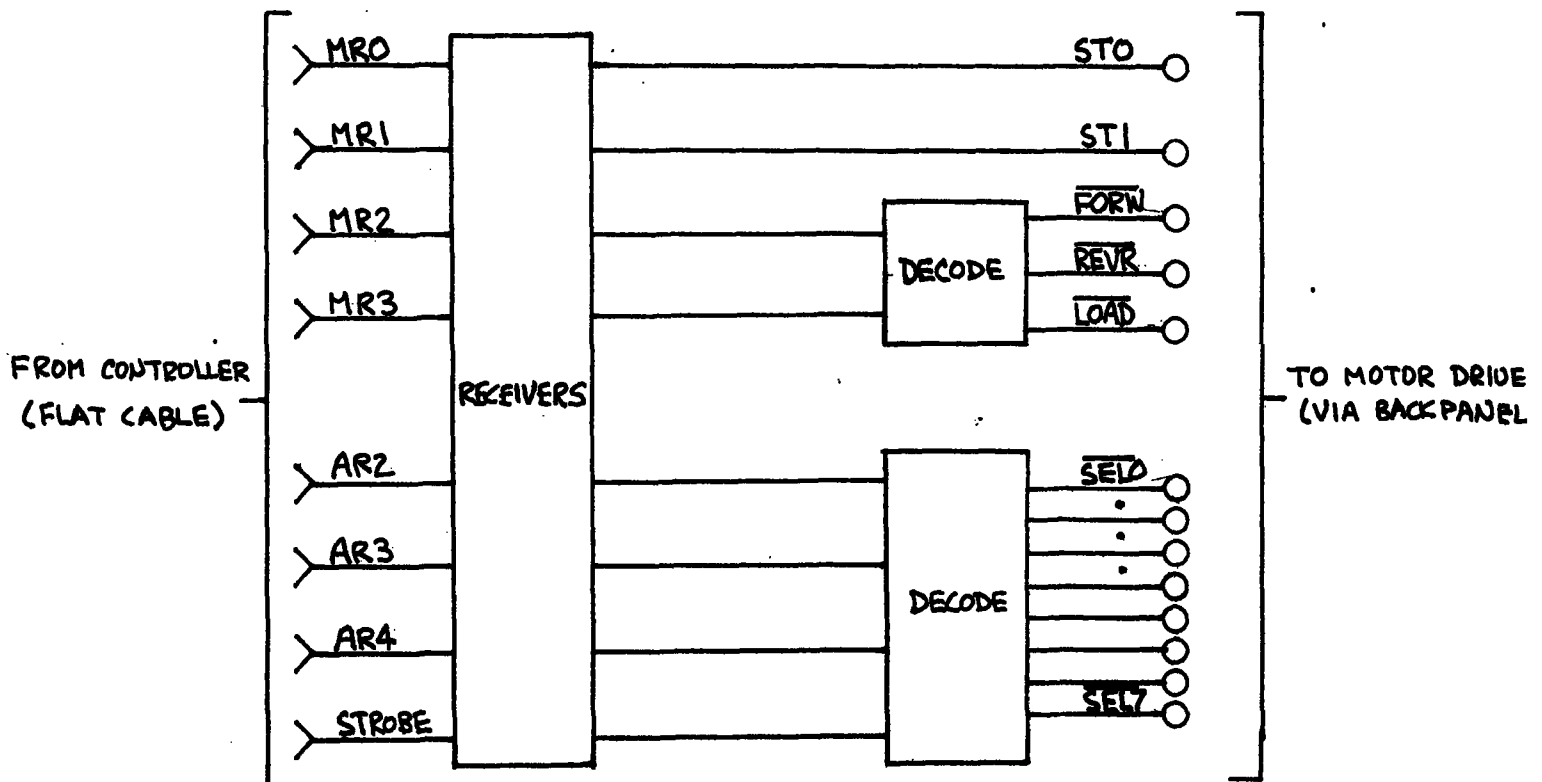 MR0
STO
MR1
ST1
MR2
FORW
MR3
DECODE
REVR
LOAD
FROM CONTROLLER
(FLAT CABLE)
RECEIVERS
TO MOTOR DRIVE
(VIA BACKPANEL
AR2
SEL0
AR3
DECODE
AR4
STROBE
SEL7